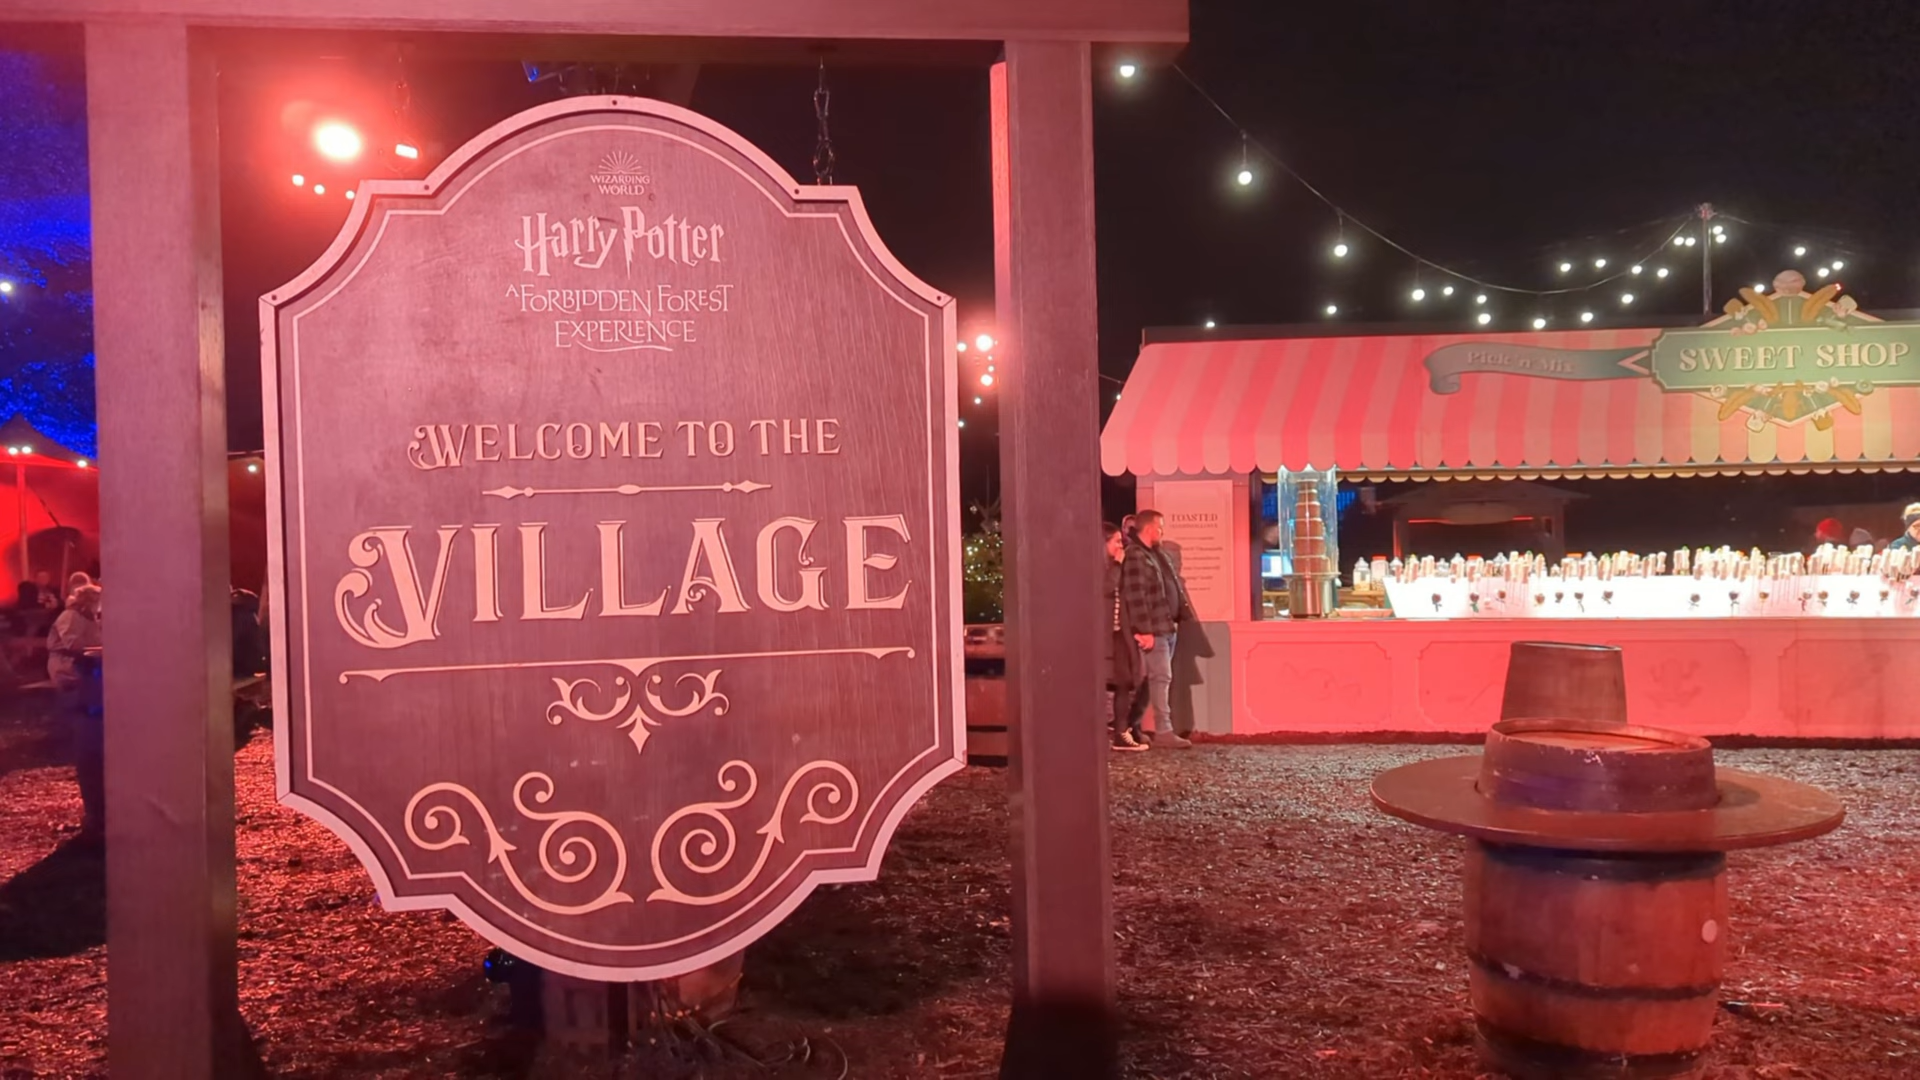 WIZARDING
WORLD
Harry Potter
A FORBIDDEN FOREST
EXPERIENCE
WELCOME TO THE
VILLAGE
Pick 'n' Mix
SWEET SHOP
TOASTED